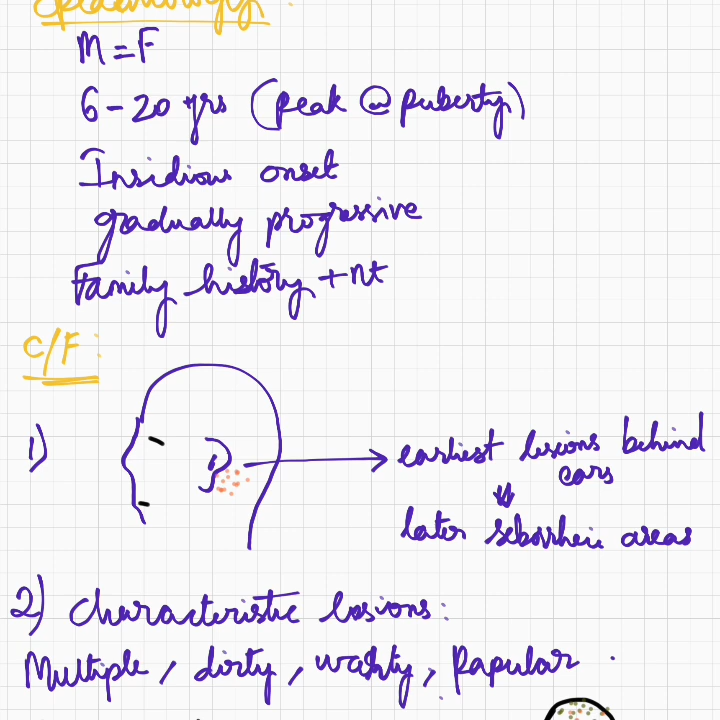 Epidemiology:
M=F
6-20 yrs (Peak @ puberty)
Insidious onset
gradually progressive
Family history +nt
C/F:
1)
earliest lesions behind
ears
later seborrheic areas
2) Characteristic lesions:
Multiple, dirty, warty, Papular